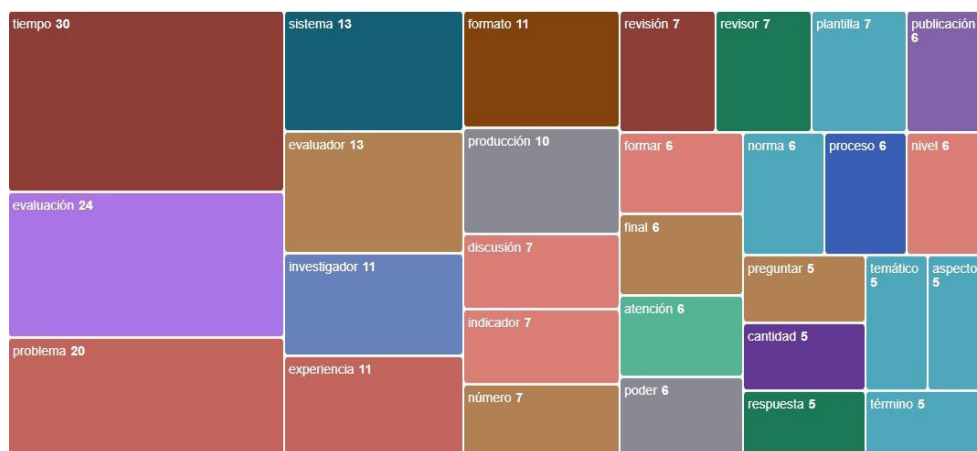 tiempo 30
evaluación 24
problema 20
sistema 13
evaluador 13
investigador 11
experiencia 11
formato 11
producción 10
discusión 7
indicador 7
número 7
revisión 7
revisor 7
plantilla 7
publicación
6
formar 6
final 6
atención 6
poder 6
norma 6
proceso 6
nivel 6
preguntar 5
cantidad 5
respuesta 5
temático
5
aspecto
5
término 5